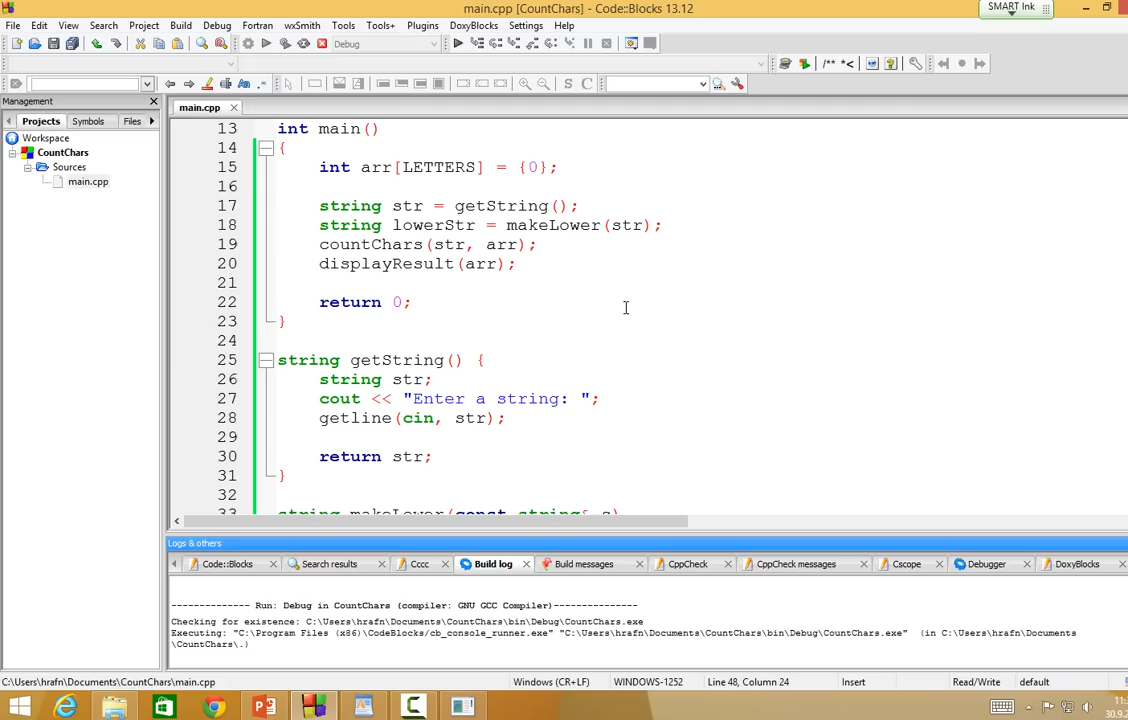 main.cpp [CountChars] - Code::Blocks 13.12
SMART Ink
File Edit View Search Project Build Debug Fortran wxSmith Tools Tools+ Plugins DoxyBlocks Settings Help
Debug
/** *<
Aa .* S C
Management
main.cpp
Projects Symbols Files
Workspace
CountChars
Sources
main.cpp
13 int main()
14 {
15 int arr[LETTERS] = {0};
16
17 string str = getString();
18 string lowerStr = makeLower(str);
19 countChars(str, arr);
20 displayResult(arr);
21
22 return 0;
23 }
24
25 string getString() {
26 string str;
27 cout << "Enter a string: ";
28 getline(cin, str);
29
30 return str;
31 }
32
33 string makeLower(const string& s)
Logs & others
Code::Blocks Search results Cccc Build log Build messages CppCheck CppCheck messages Cscope Debugger DoxyBlocks
-------------- Run: Debug in CountChars (compiler: GNU GCC Compiler)---------------
Checking for existence: C:\Users\hrafn\Documents\CountChars\bin\Debug\CountChars.exe
Executing: "C:\Program Files (x86)\CodeBlocks/cb_console_runner.exe" "C:\Users\hrafn\Documents\CountChars\bin\Debug\CountChars.exe" (in C:\Users\hrafn\Documents
\CountChars\.)
C:\Users\hrafn\Documents\CountChars\main.cpp Windows (CR+LF) WINDOWS-1252 Line 48, Column 24 Insert Read/Write default